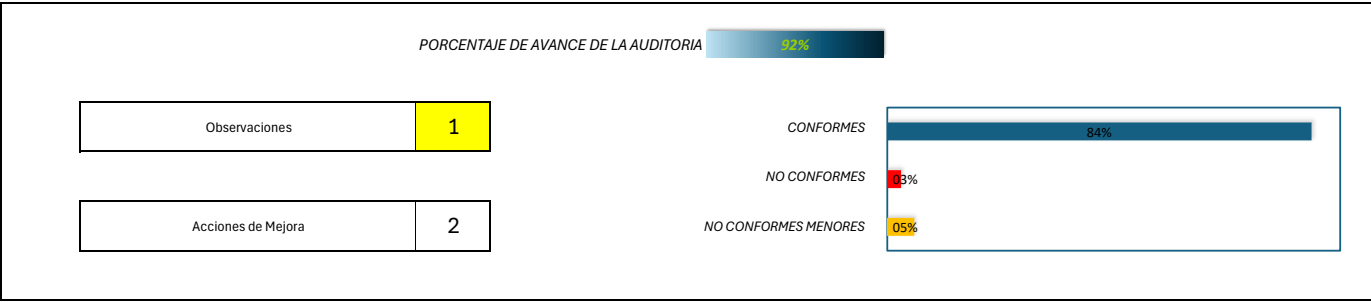 PORCENTAJE DE AVANCE DE LA AUDITORIA 92%
Observaciones 1
Acciones de Mejora 2
CONFORMES 84%
NO CONFORMES 03%
NO CONFORMES MENORES 05%